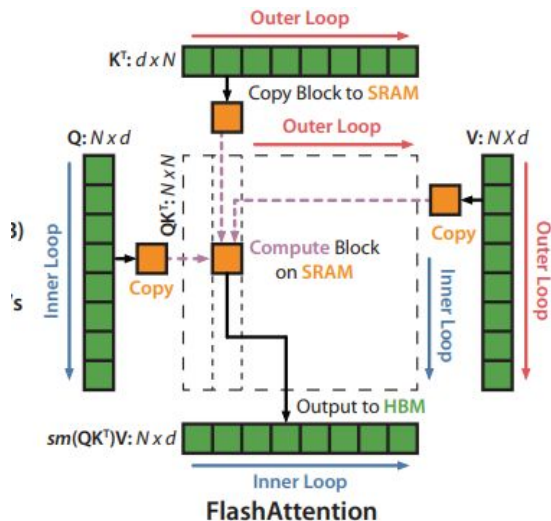 Outer Loop
Kᵀ: d x N
Copy Block to SRAM
Outer Loop
Q: N x d
V: N X d
QKᵀ: N x N
Inner Loop
Copy
Compute Block
on SRAM
Copy
Inner Loop
Outer Loop
3)
s
Output to HBM
sm(QKᵀ)V: N x d
Inner Loop
FlashAttention